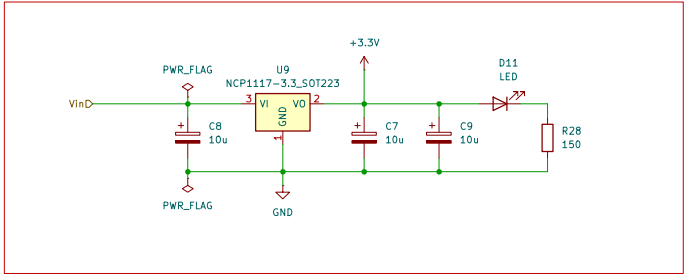 +3.3V
D11
LED
PWR_FLAG
U9
NCP1117-3.3_SOT223
Vin
3 VI VO 2
GND
1
+ C8
10u
+ C7
10u
+ C9
10u
R28
150
PWR_FLAG
GND